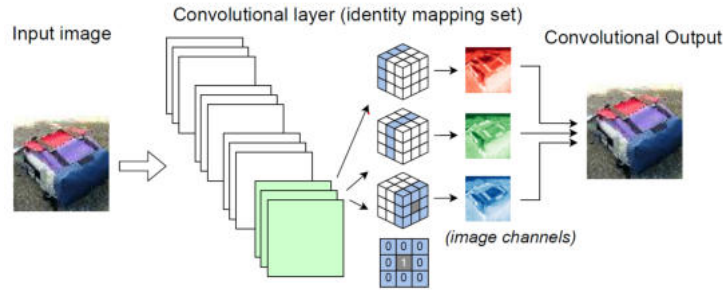 Convolutional layer (identity mapping set)
Input image
Convolutional Output
(image channels)
0 0 0
0 1 0
0 0 0